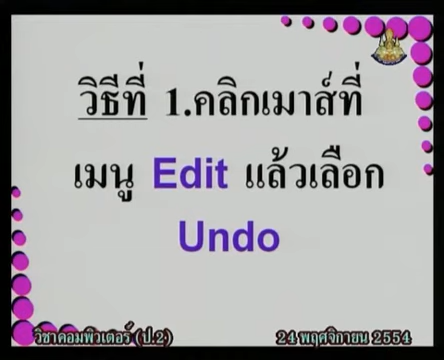 วิธีที่ 1.คลิกเมาส์ที่
เมนู Edit แล้วเลือก
Undo
วิชาคอมพิวเตอร์ (ป.2)
24 พฤศจิกายน 2554